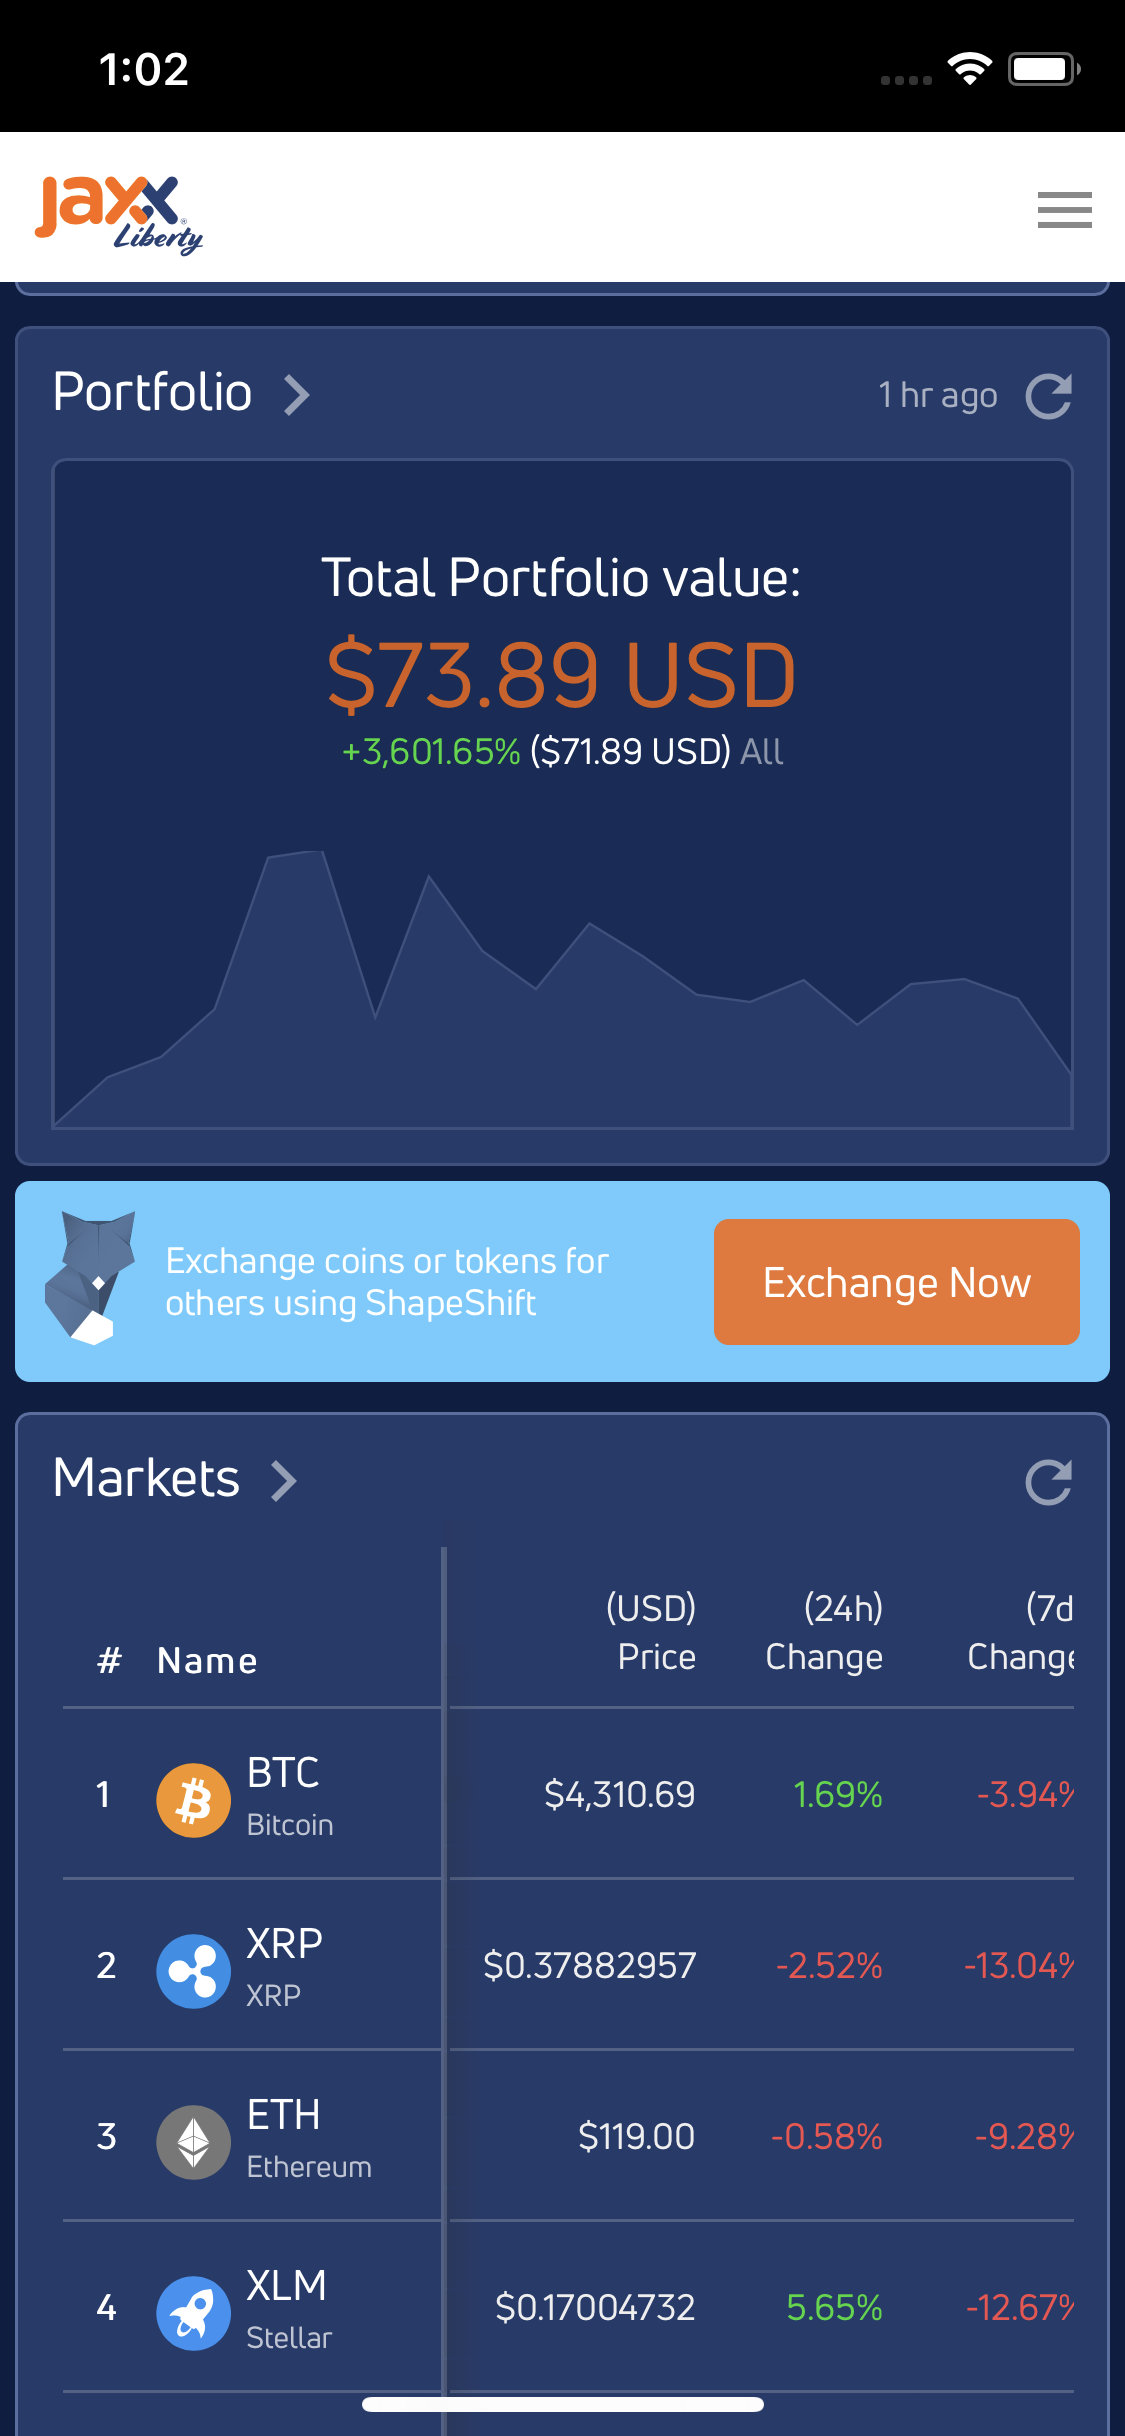 1:02
jaxx
Liberty®
Portfolio
1 hr ago
Total Portfolio value:
$73.89 USD
+3,601.65% ($71.89 USD) All
Exchange coins or tokens for
others using ShapeShift
Exchange Now
Markets
# Name
(USD)
Price
(24h)
Change
(7d
Change
1
BTC
Bitcoin
$4,310.69
1.69%
-3.94%
2
XRP
XRP
$0.37882957
-2.52%
-13.04%
3
ETH
Ethereum
$119.00
-0.58%
-9.28%
4
XLM
Stellar
$0.17004732
5.65%
-12.67%